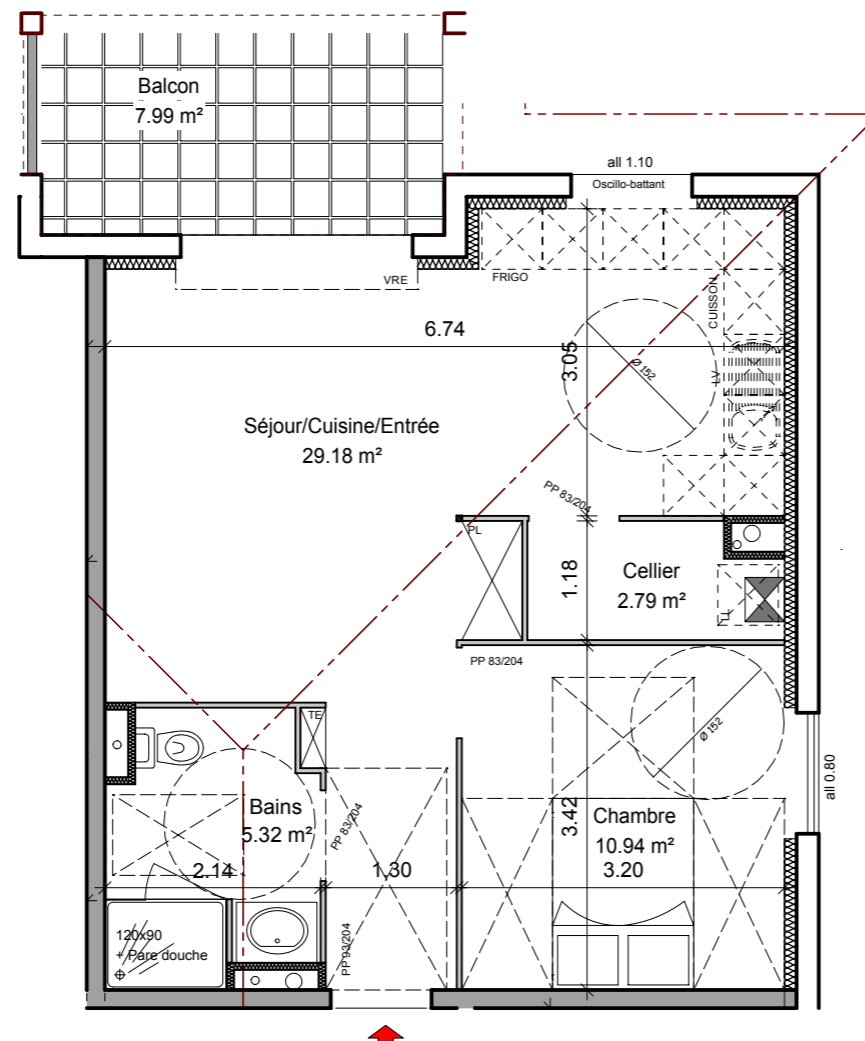 Balcon
7.99 m²
all 1.10
Oscillo-battant
VRE
FRIGO
CUISSON
6.74
3.05
Ø 152
LV
Séjour/Cuisine/Entrée
29.18 m²
PP 83/204
PL
1.18
Cellier
2.79 m²
LL
PP 83/204
TE
Ø 152
all 0.80
Bains
5.32 m²
PP 83/204
3.42
Chambre
10.94 m²
2.14
1.30
3.20
120x90
+ Pare douche
PP 93/204